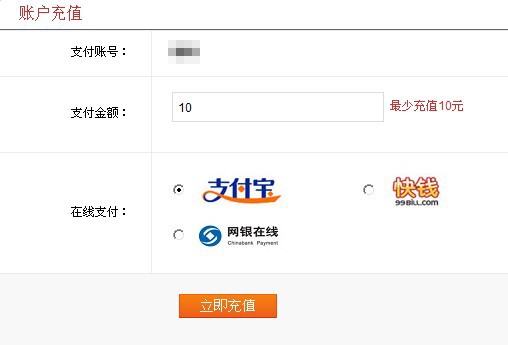 账户充值
支付账号：
支付金额： 10 最少充值10元
在线支付： 支付宝 快钱
99BILL.COM
网银在线
Chinabank Payment
立即充值